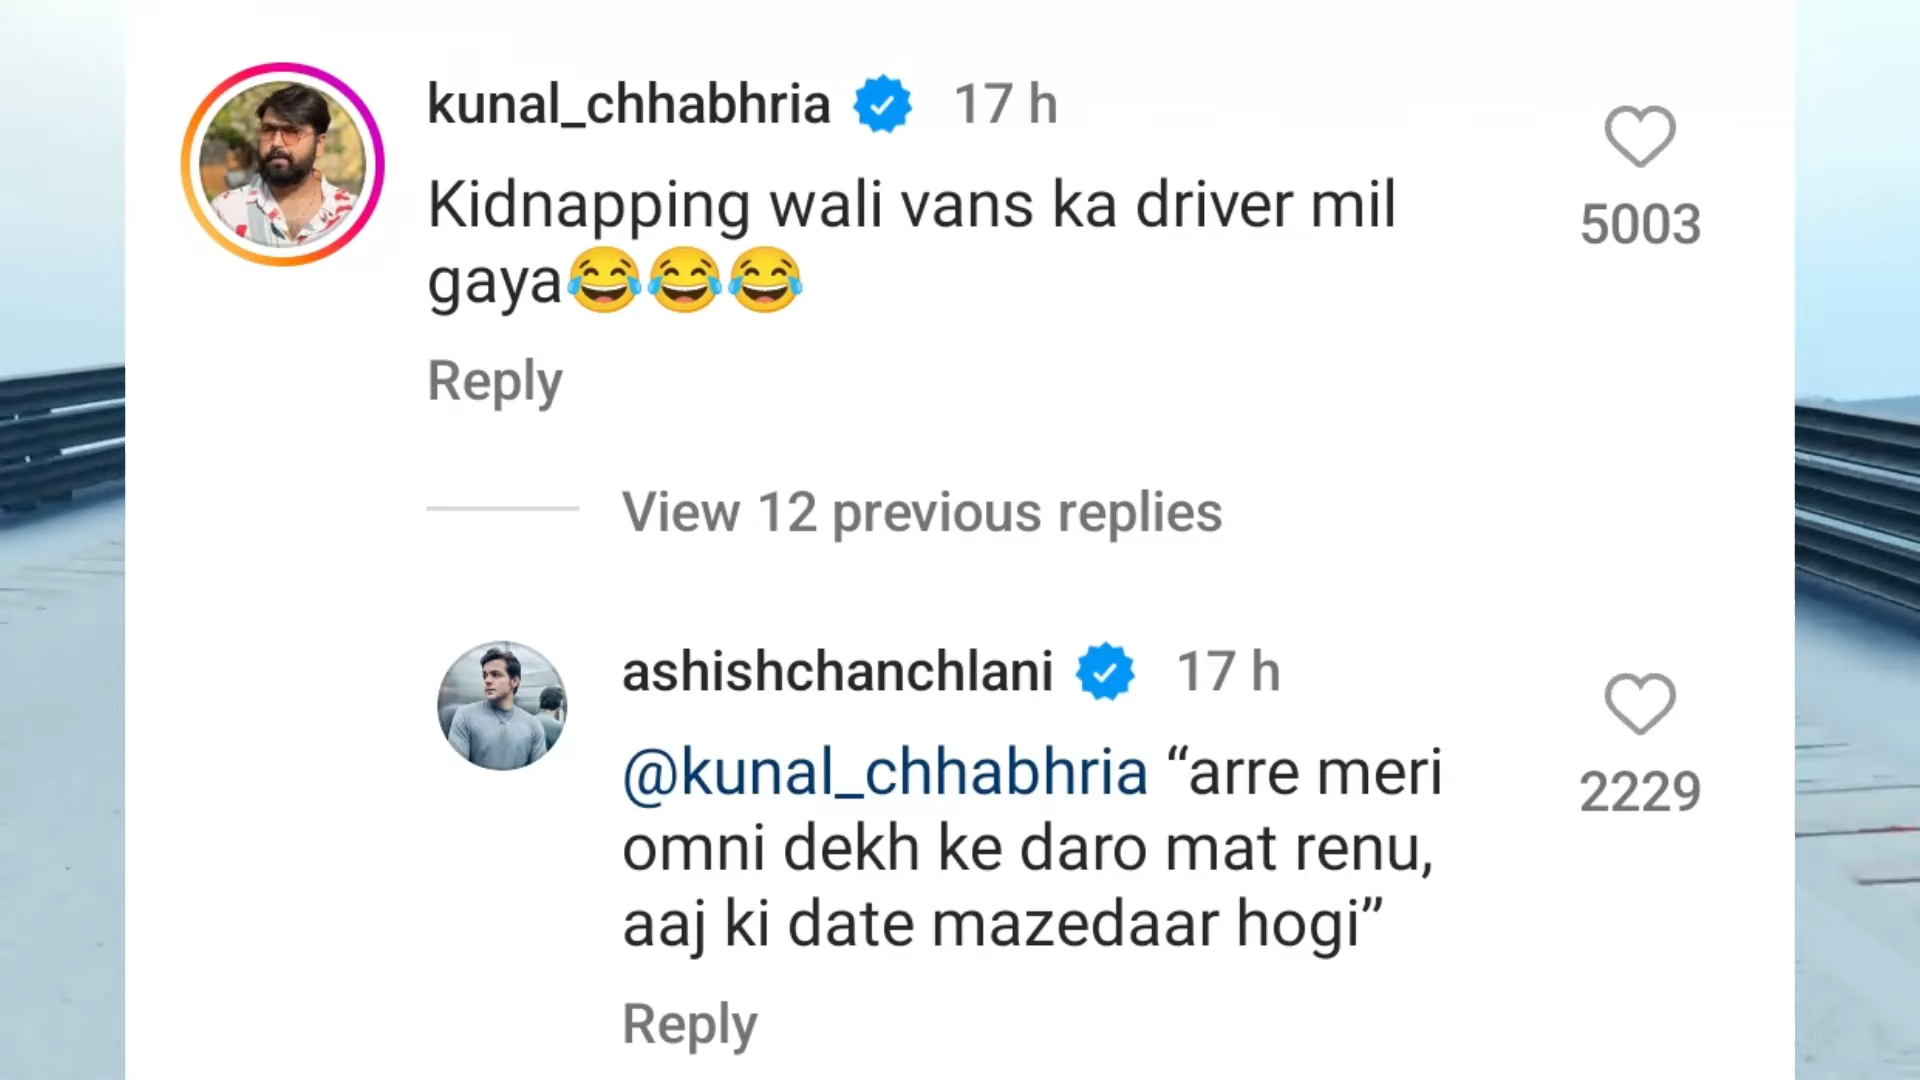 kunal_chhabhria 17 h
Kidnapping wali vans ka driver mil
gaya😂😂😂
5003
Reply
View 12 previous replies
ashishchanchlani 17 h
@kunal_chhabhria “arre meri
omni dekh ke daro mat renu,
aaj ki date mazedaar hogi”
2229
Reply